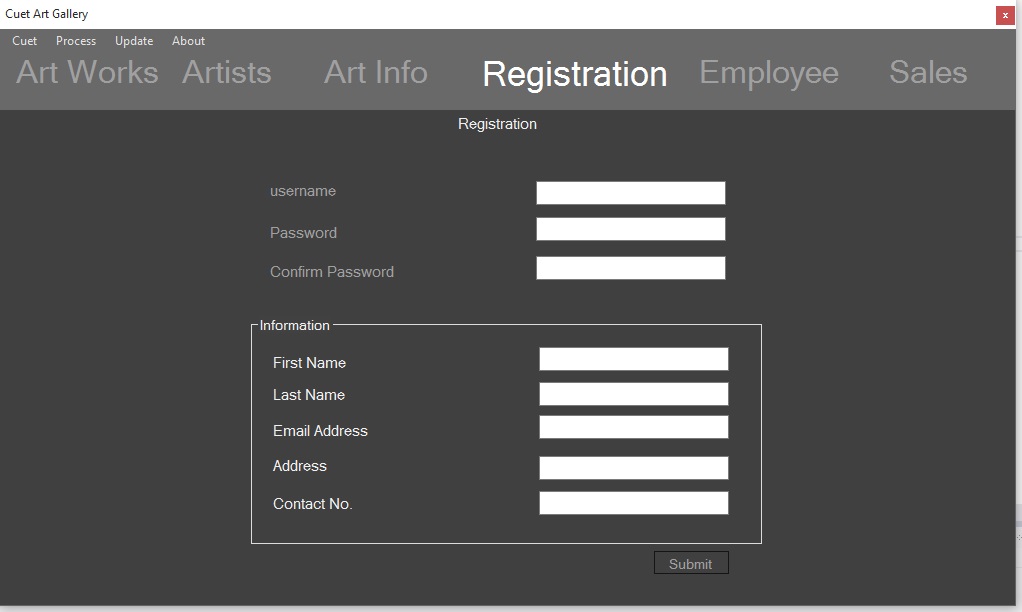 Cuet Art Gallery x
Cuet Process Update About
Art Works Artists Art Info Registration Employee Sales
Registration
username
Password
Confirm Password
Information
First Name
Last Name
Email Address
Address
Contact No.
Submit